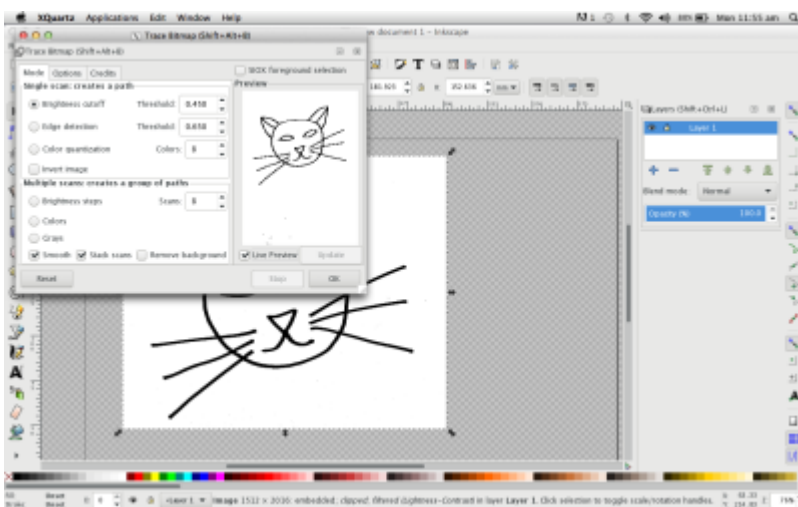 XQuartz Applications Edit Window Help
Mon 11:55 am
Trace Bitmap (Shift+Alt+B)
document 1 - Inkscape
Trace Bitmap (Shift+Alt+B)
Mode Options Credits
SIOX foreground selection
Single scan: creates a path
Preview
Brightness cutoff Threshold: 0.450
Edge detection Threshold: 0.650
Color quantization Colors: 8
Invert image
Multiple scans: creates a group of paths
Brightness steps Scans: 8
Colors
Grays
Smooth Stack scans Remove background
Live Preview Update
Reset Stop OK
Layers (Shift+Ctrl+L)
Layer 1
Blend mode: Normal
Opacity (%) 100.0
Image 1512 × 2016: embedded; clipped; filtered (Lightness-Contrast) in layer Layer 1. Click selection to toggle scale/rotation handles.